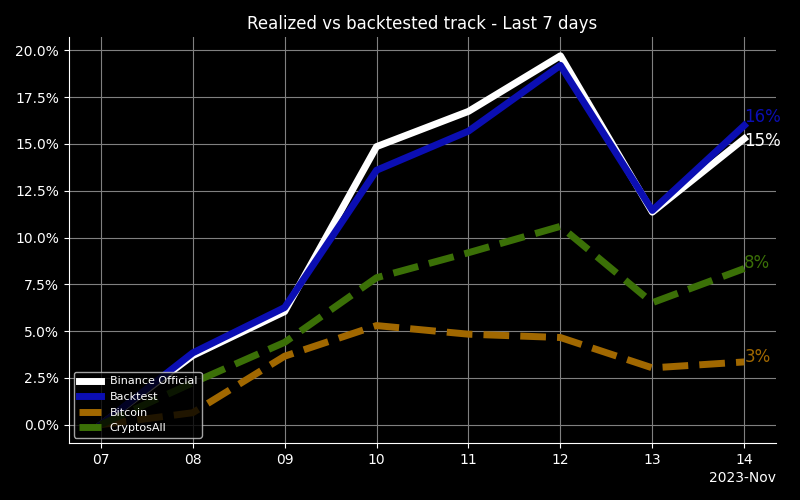 Realized vs backtested track - Last 7 days
20.0%
17.5%
15.0%
12.5%
10.0%
7.5%
5.0%
2.5%
0.0%
16%
15%
8%
3%
Binance Official
Backtest
Bitcoin
CryptosAll
07 08 09 10 11 12 13 14
2023-Nov